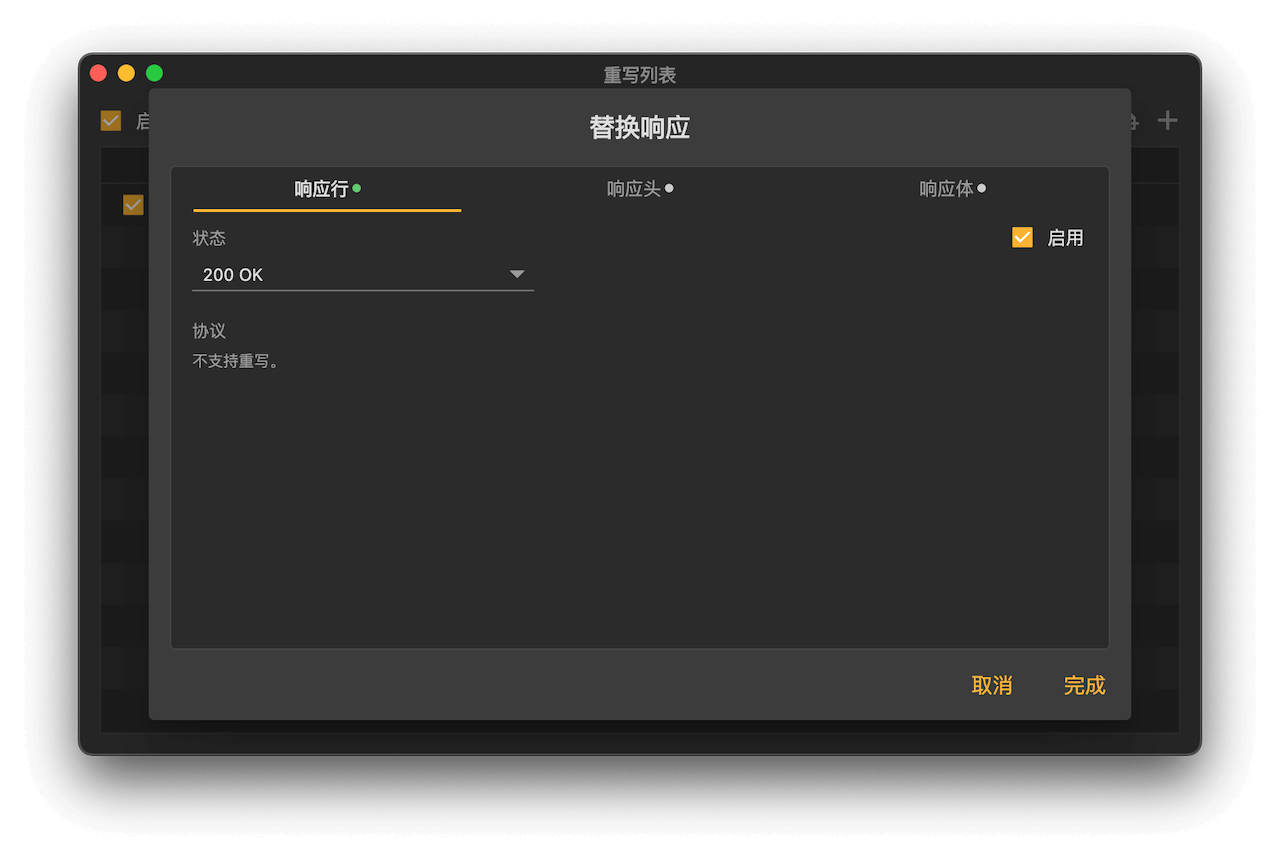 重写列表
启
替换响应
响应行 响应头 响应体
状态 启用
200 OK
协议
不支持重写。
取消 完成